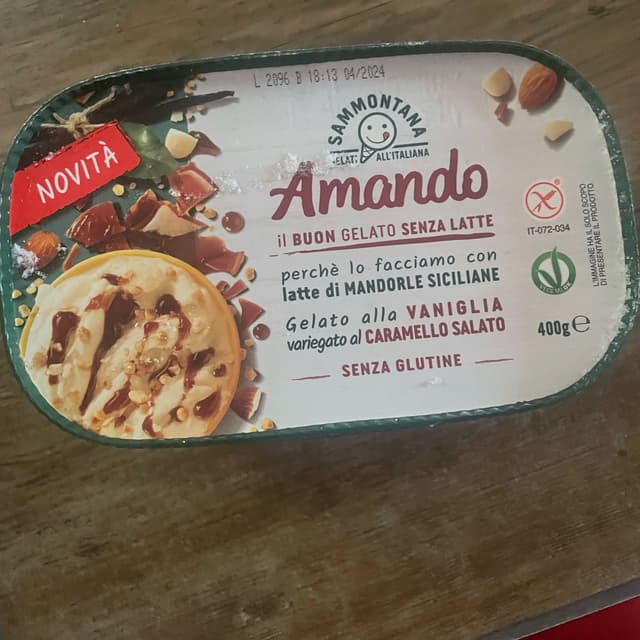 L 2096 B 18:13 04/2024
NOVITÀ
SAMMONTANA
GELATI ALL'ITALIANA
Amando
il BUON GELATO SENZA LATTE
perchè lo facciamo con
latte di MANDORLE SICILIANE
Gelato alla VANIGLIA
variegato al CARAMELLO SALATO
SENZA GLUTINE
IT-072-034
400g e
L'IMMAGINE HA IL SOLO SCOPO
DI PRESENTARE IL PRODOTTO.